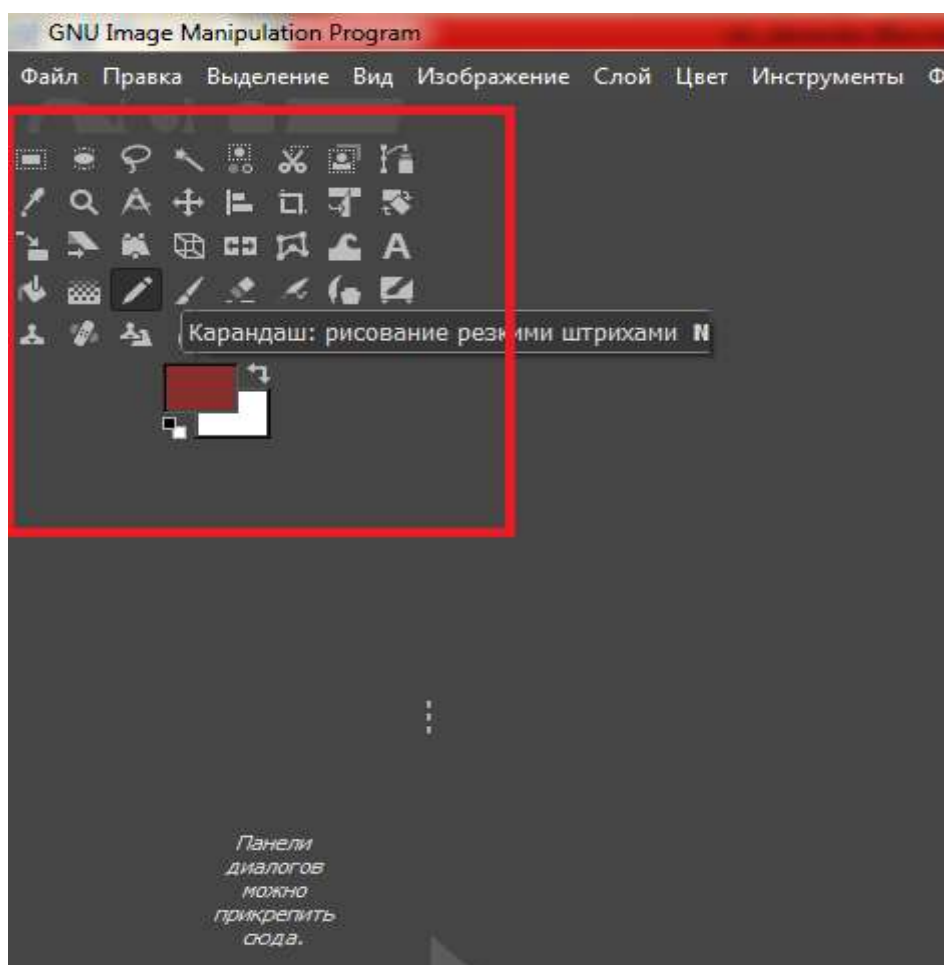 GNU Image Manipulation Program
Файл Правка Выделение Вид Изображение Слой Цвет Инструменты Ф
Карандаш: рисование резкими штрихами N
Панели
диалогов
можно
прикрепить
сюда.